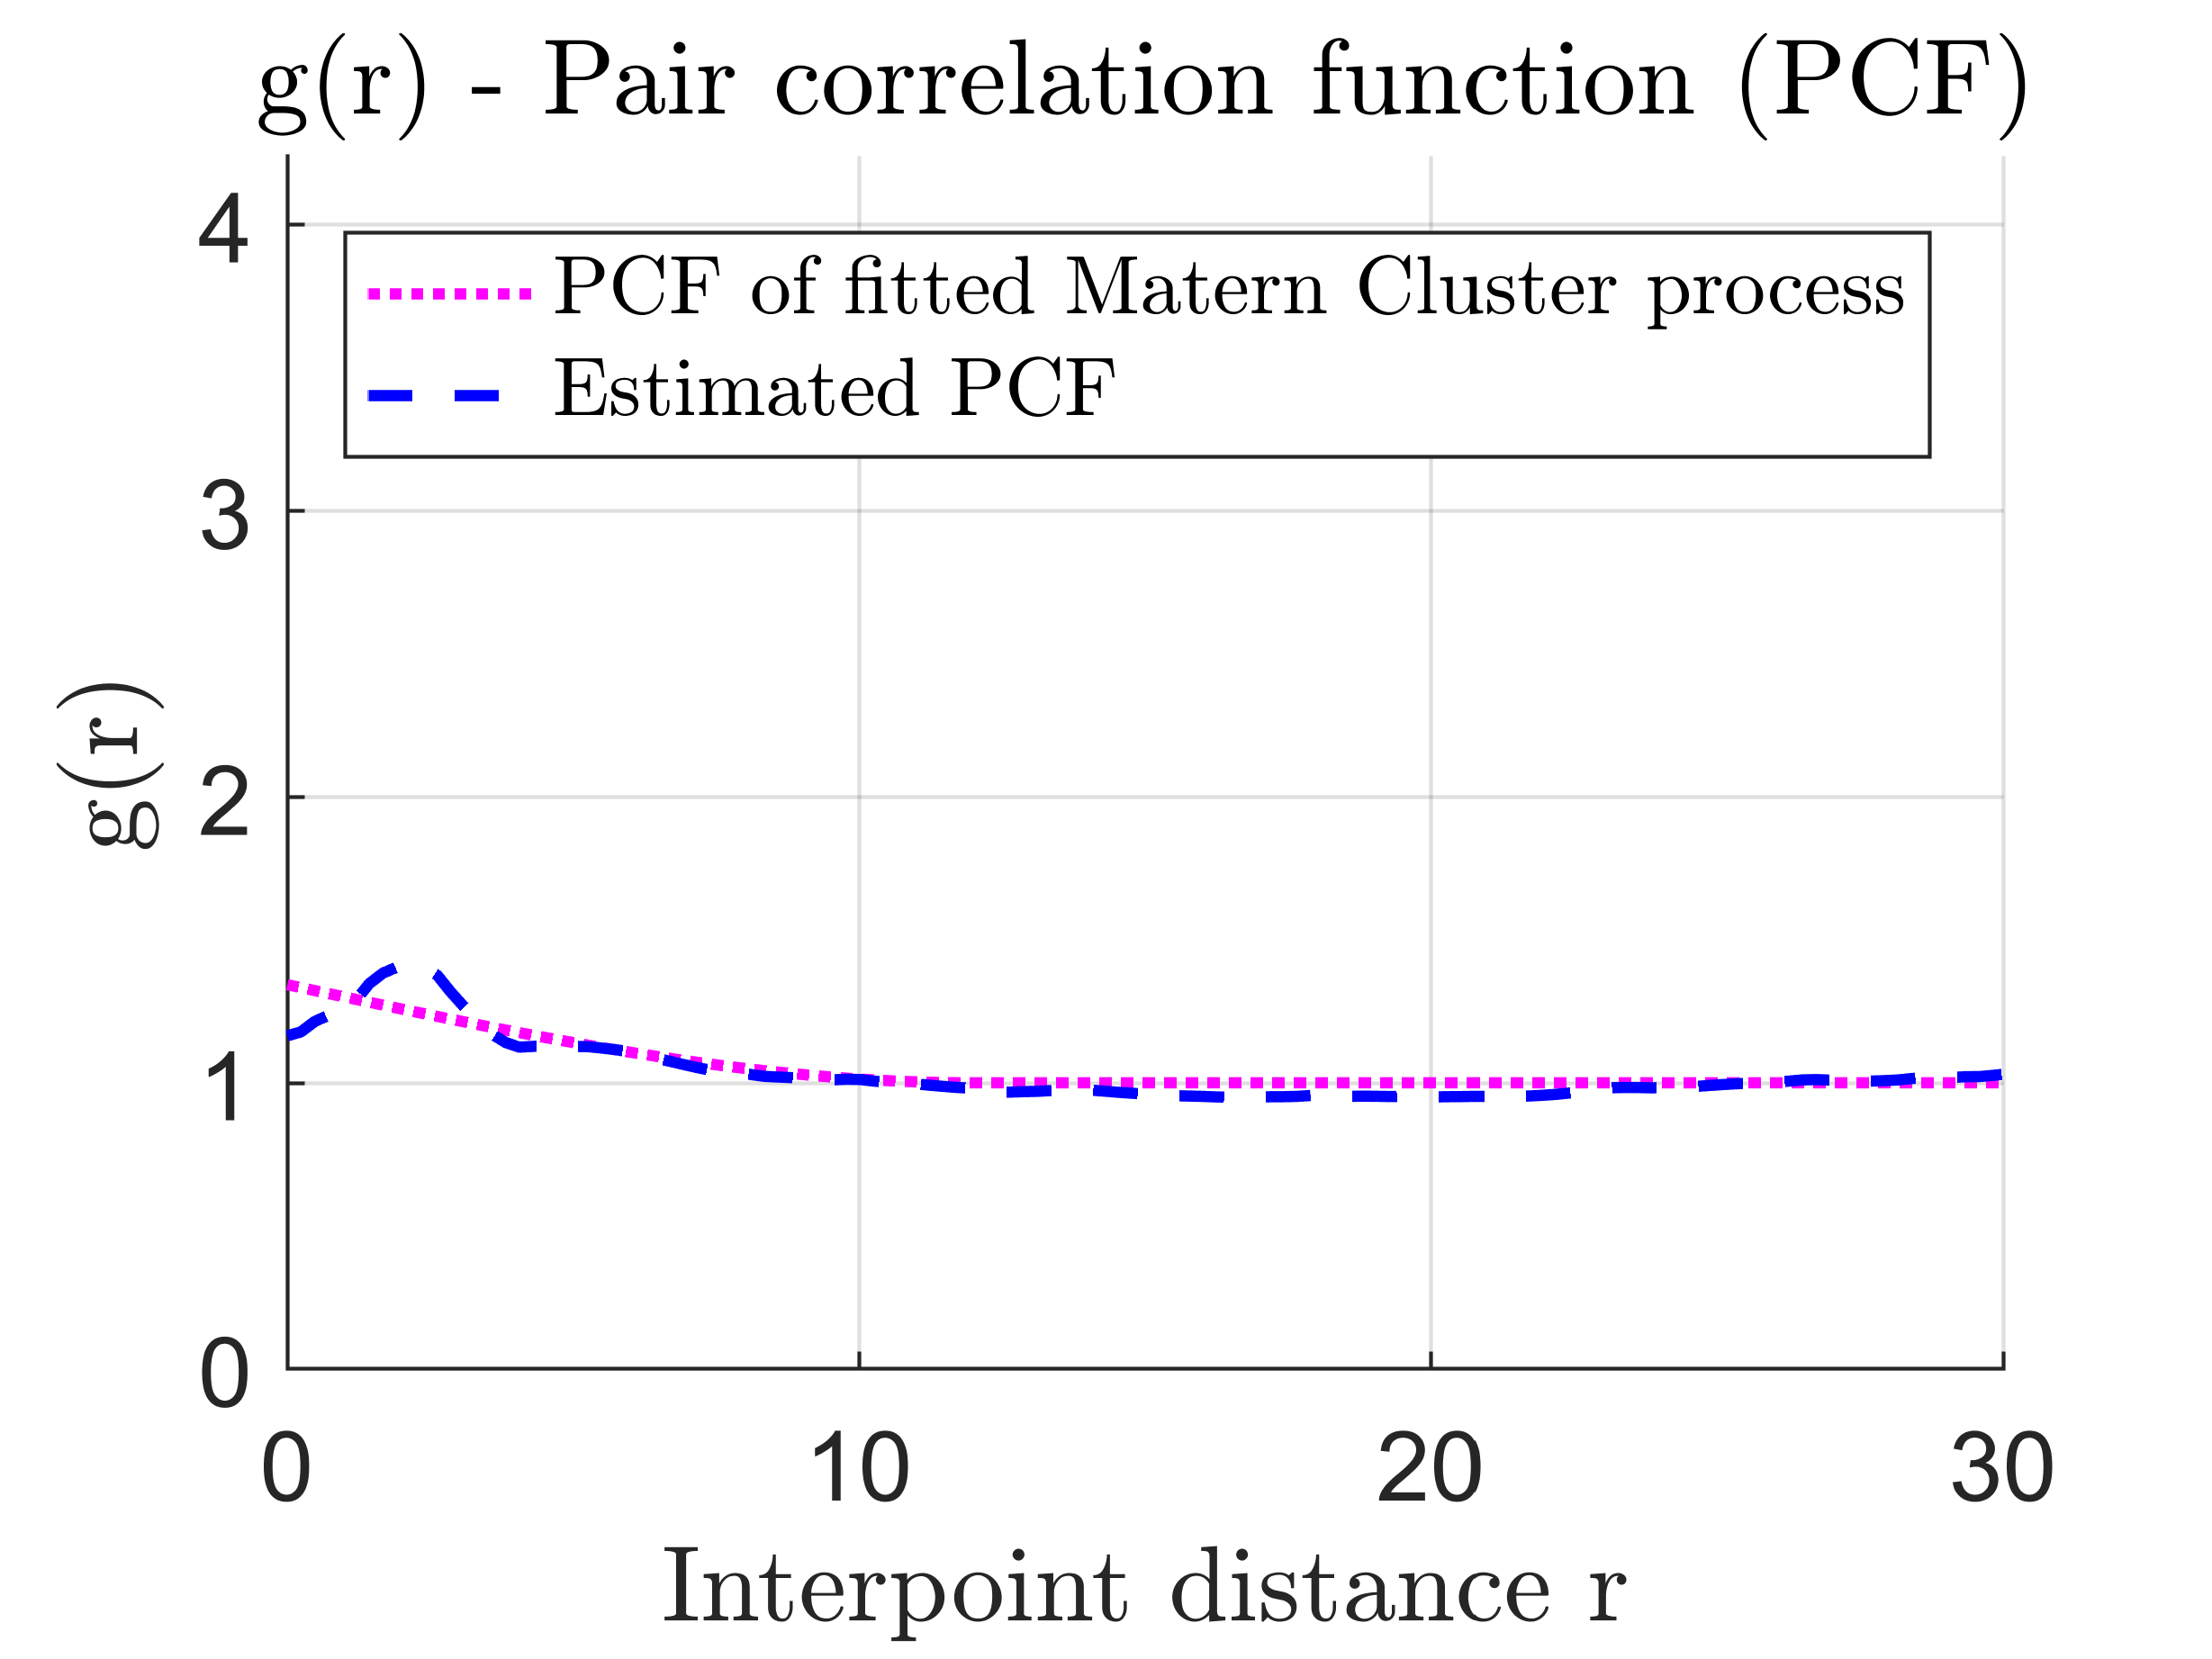 g(r) - Pair correlation function (PCF)
4
PCF of fitted Matern Cluster process
Estimated PCF
3
2
1
0
g(r)
0 10 20 30
Interpoint distance r